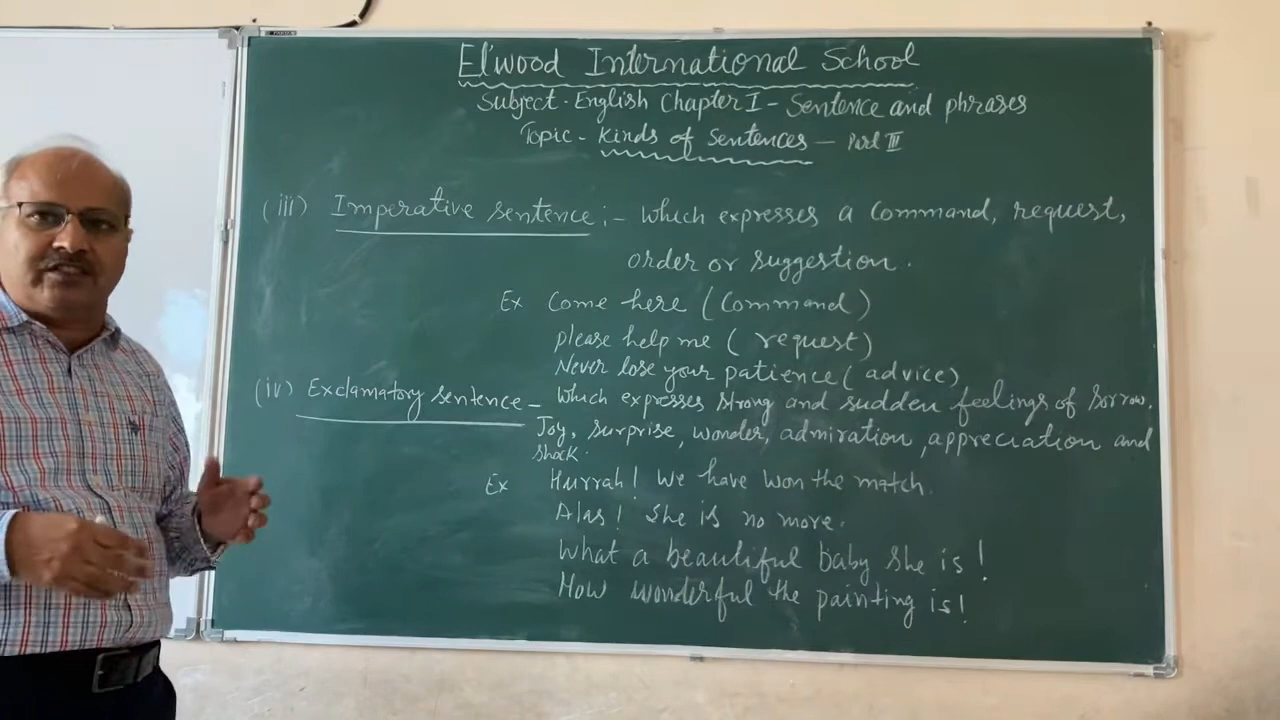 El'wood International School
Subject - English Chapter I - Sentence and phrases
Topic - Kinds of Sentences - Part III
(iii) Imperative sentence ; - which expresses a command, request,
order or suggestion.
Ex Come here (Command)
please help me (request)
Never lose your patience (advice)
(iv) Exclamatory sentence - which expresses strong and sudden feelings of sorrow,
Joy, surprise, wonder, admiration, appreciation and
shock.
Ex Hurrah! We have won the match.
Alas! She is no more.
What a beautiful baby she is!
How wonderful the painting is!